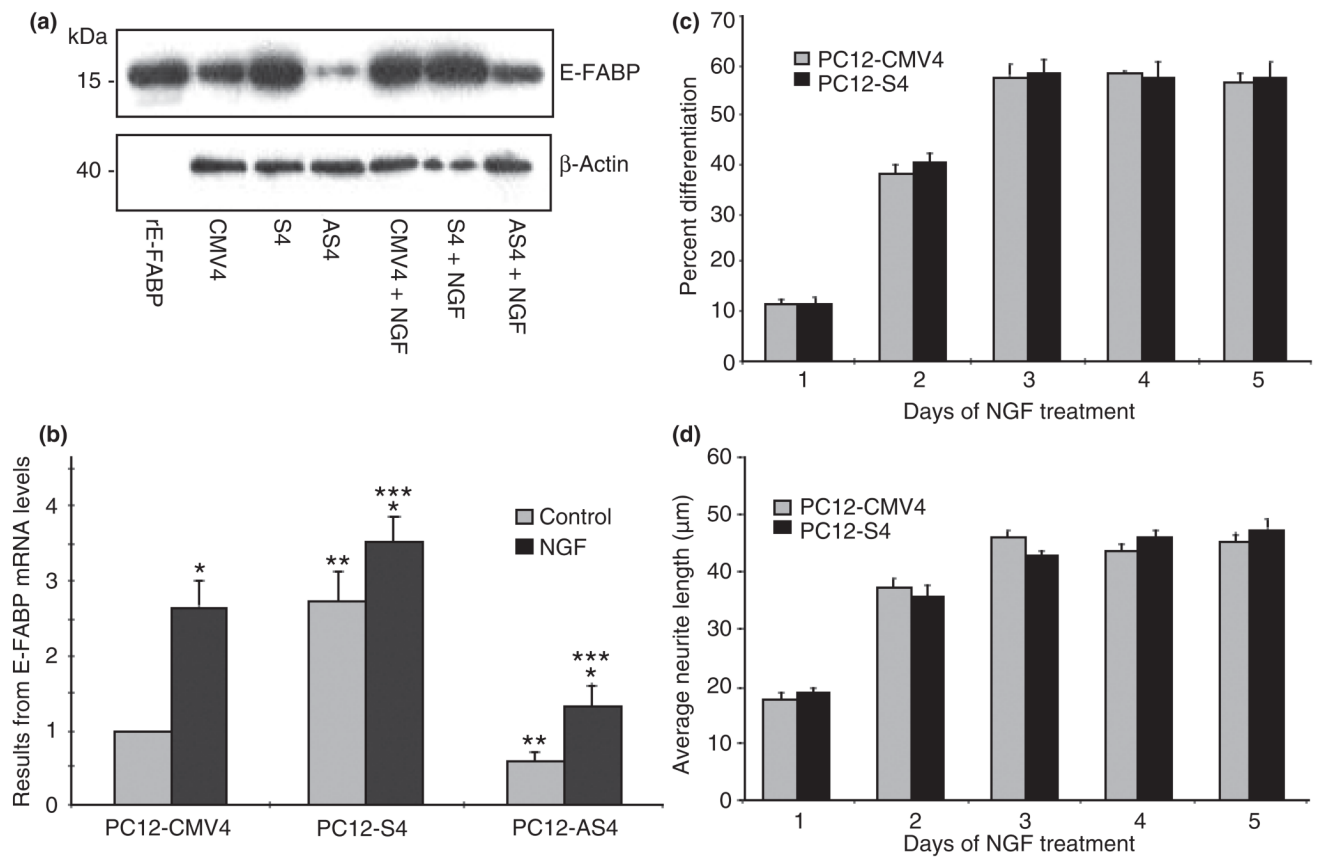 (a)
kDa
15 -
E-FABP
40 -
β-Actin
rE-FABP
CMV4
S4
AS4
CMV4 + NGF
S4 + NGF
AS4 + NGF
(b)
Results from E-FABP mRNA levels
4
3
2
1
0
*
**
***
*
**
***
*
Control
NGF
PC12-CMV4
PC12-S4
PC12-AS4
(c)
Percent differentiation
70
60
50
40
30
20
10
0
PC12-CMV4
PC12-S4
1 2 3 4 5
Days of NGF treatment
(d)
Average neurite length (μm)
60
50
40
30
20
10
0
PC12-CMV4
PC12-S4
1 2 3 4 5
Days of NGF treatment